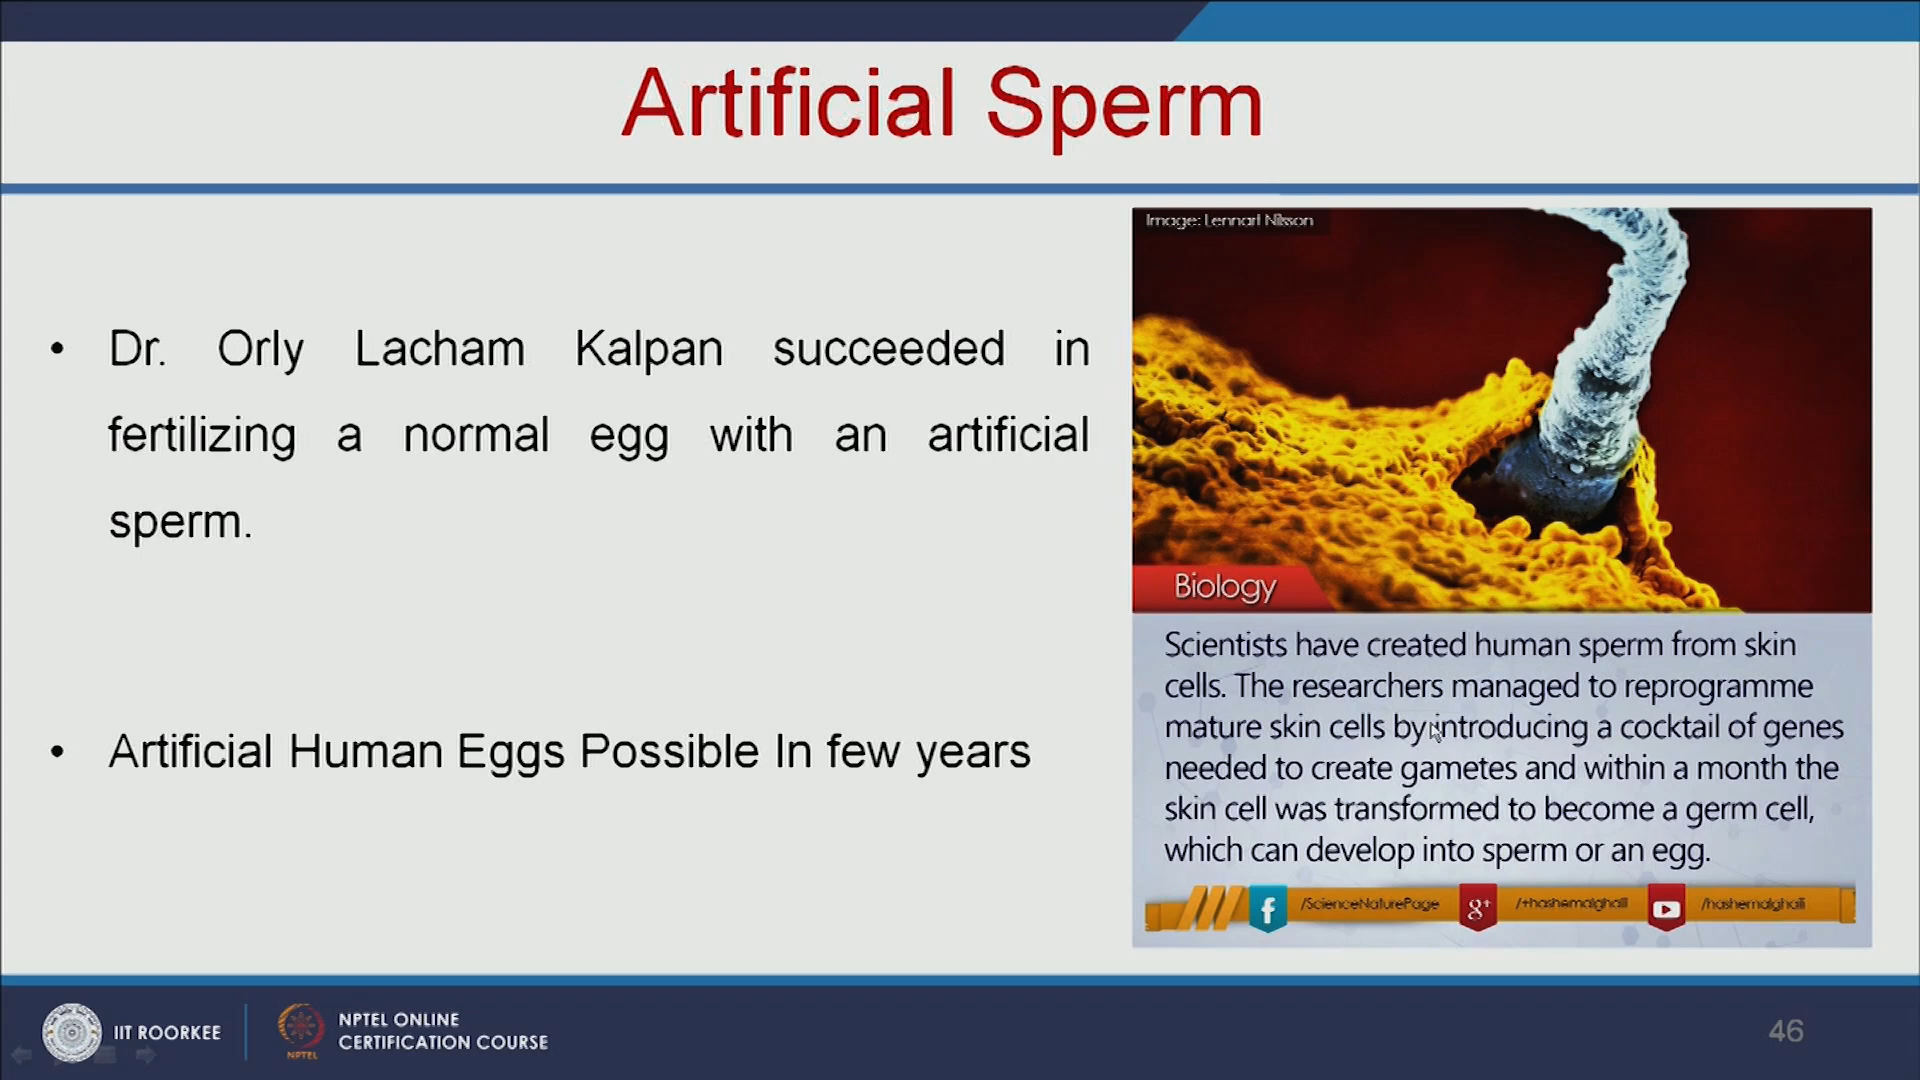 Artificial Sperm
• Dr. Orly Lacham Kalpan succeeded in
fertilizing a normal egg with an artificial
sperm.
• Artificial Human Eggs Possible In few years
Image: Lennart Nilsson
Biology
Scientists have created human sperm from skin
cells. The researchers managed to reprogramme
mature skin cells by introducing a cocktail of genes
needed to create gametes and within a month the
skin cell was transformed to become a germ cell,
which can develop into sperm or an egg.
f /ScienceNaturePage g+ /+hashemalghaili /hashemalghaili
IIT ROORKEE
NPTEL
NPTEL ONLINE
CERTIFICATION COURSE
46